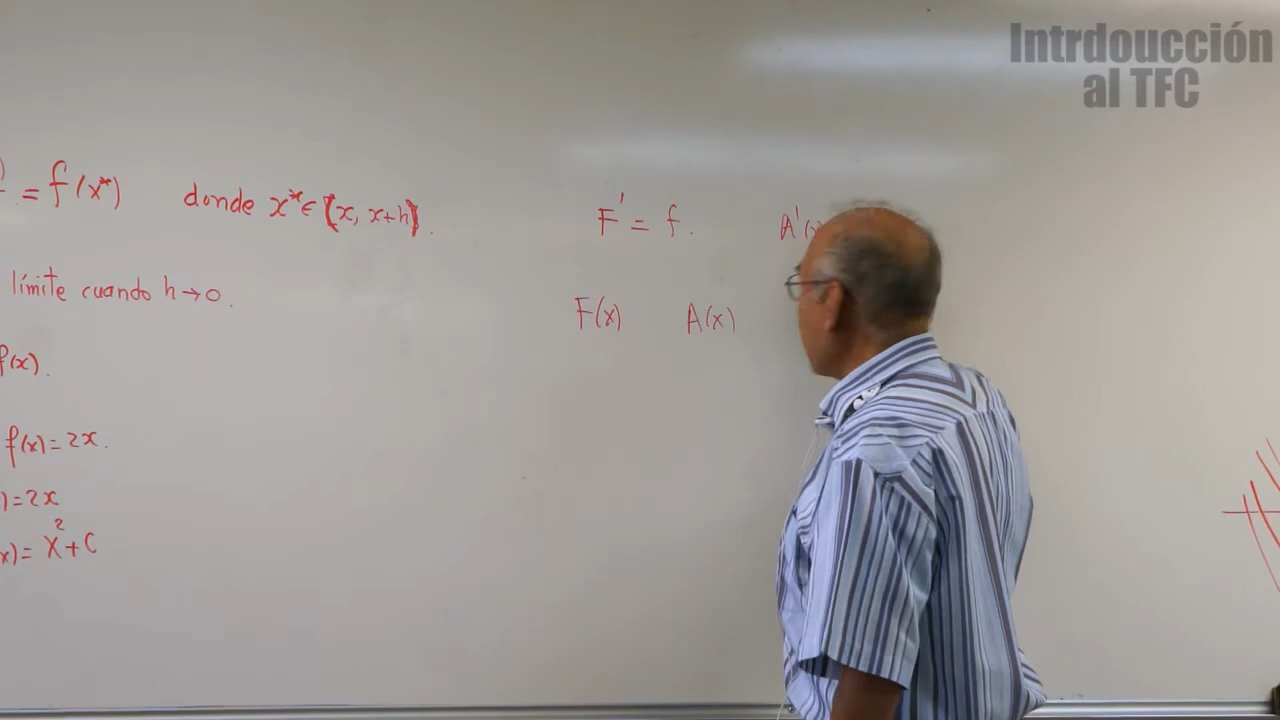 Intrdoucción
al TFC
= f(x*) donde x* ∈ (x, x+h).
límite cuando h→0.
f(x).
f(x)=2x.
)=2x
x)= x²+C
F' = f. A'(x
F(x) A(x)